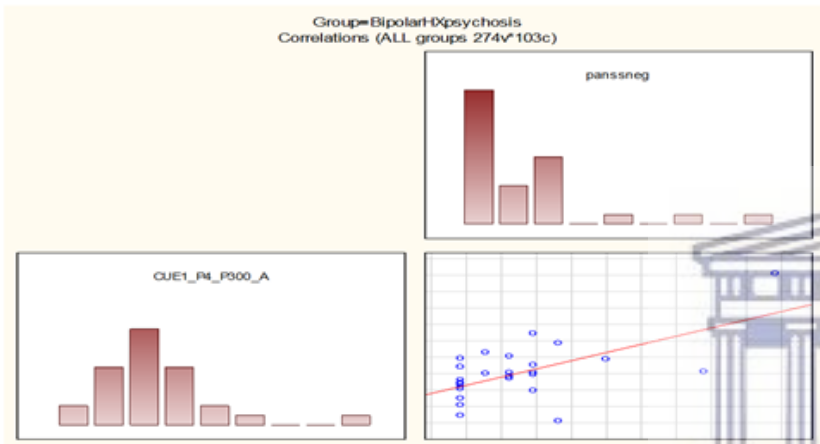 Group=BipolarHXpsychosis
Correlations (ALL groups 274v*103c)
panssneg
CUE1_P4_P300_A